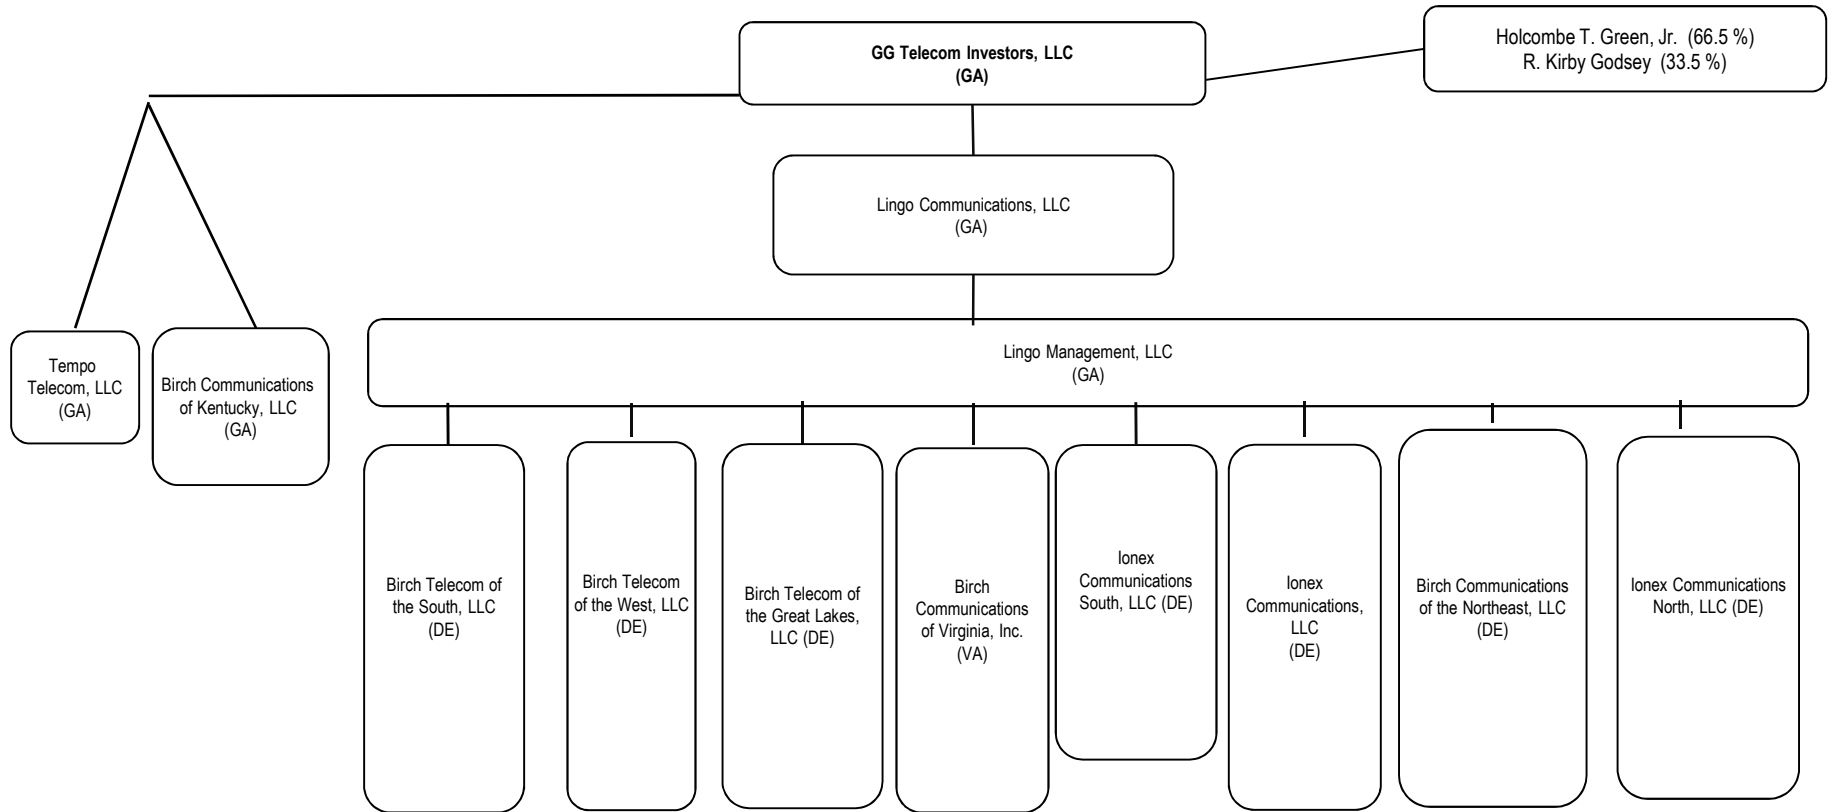 GG Telecom Investors, LLC
(GA)
Holcombe T. Green, Jr. (66.5 %)
R. Kirby Godsey (33.5 %)
Lingo Communications, LLC
(GA)
Tempo
Telecom, LLC
(GA)
Birch Communications
of Kentucky, LLC
(GA)
Lingo Management, LLC
(GA)
Birch Telecom of
the South, LLC
(DE)
Birch Telecom
of the West, LLC
(DE)
Birch Telecom of
the Great Lakes,
LLC (DE)
Birch
Communications
of Virginia, Inc.
(VA)
Ionex
Communications
South, LLC (DE)
Ionex
Communications,
LLC
(DE)
Birch Communications
of the Northeast, LLC
(DE)
Ionex Communications
North, LLC (DE)